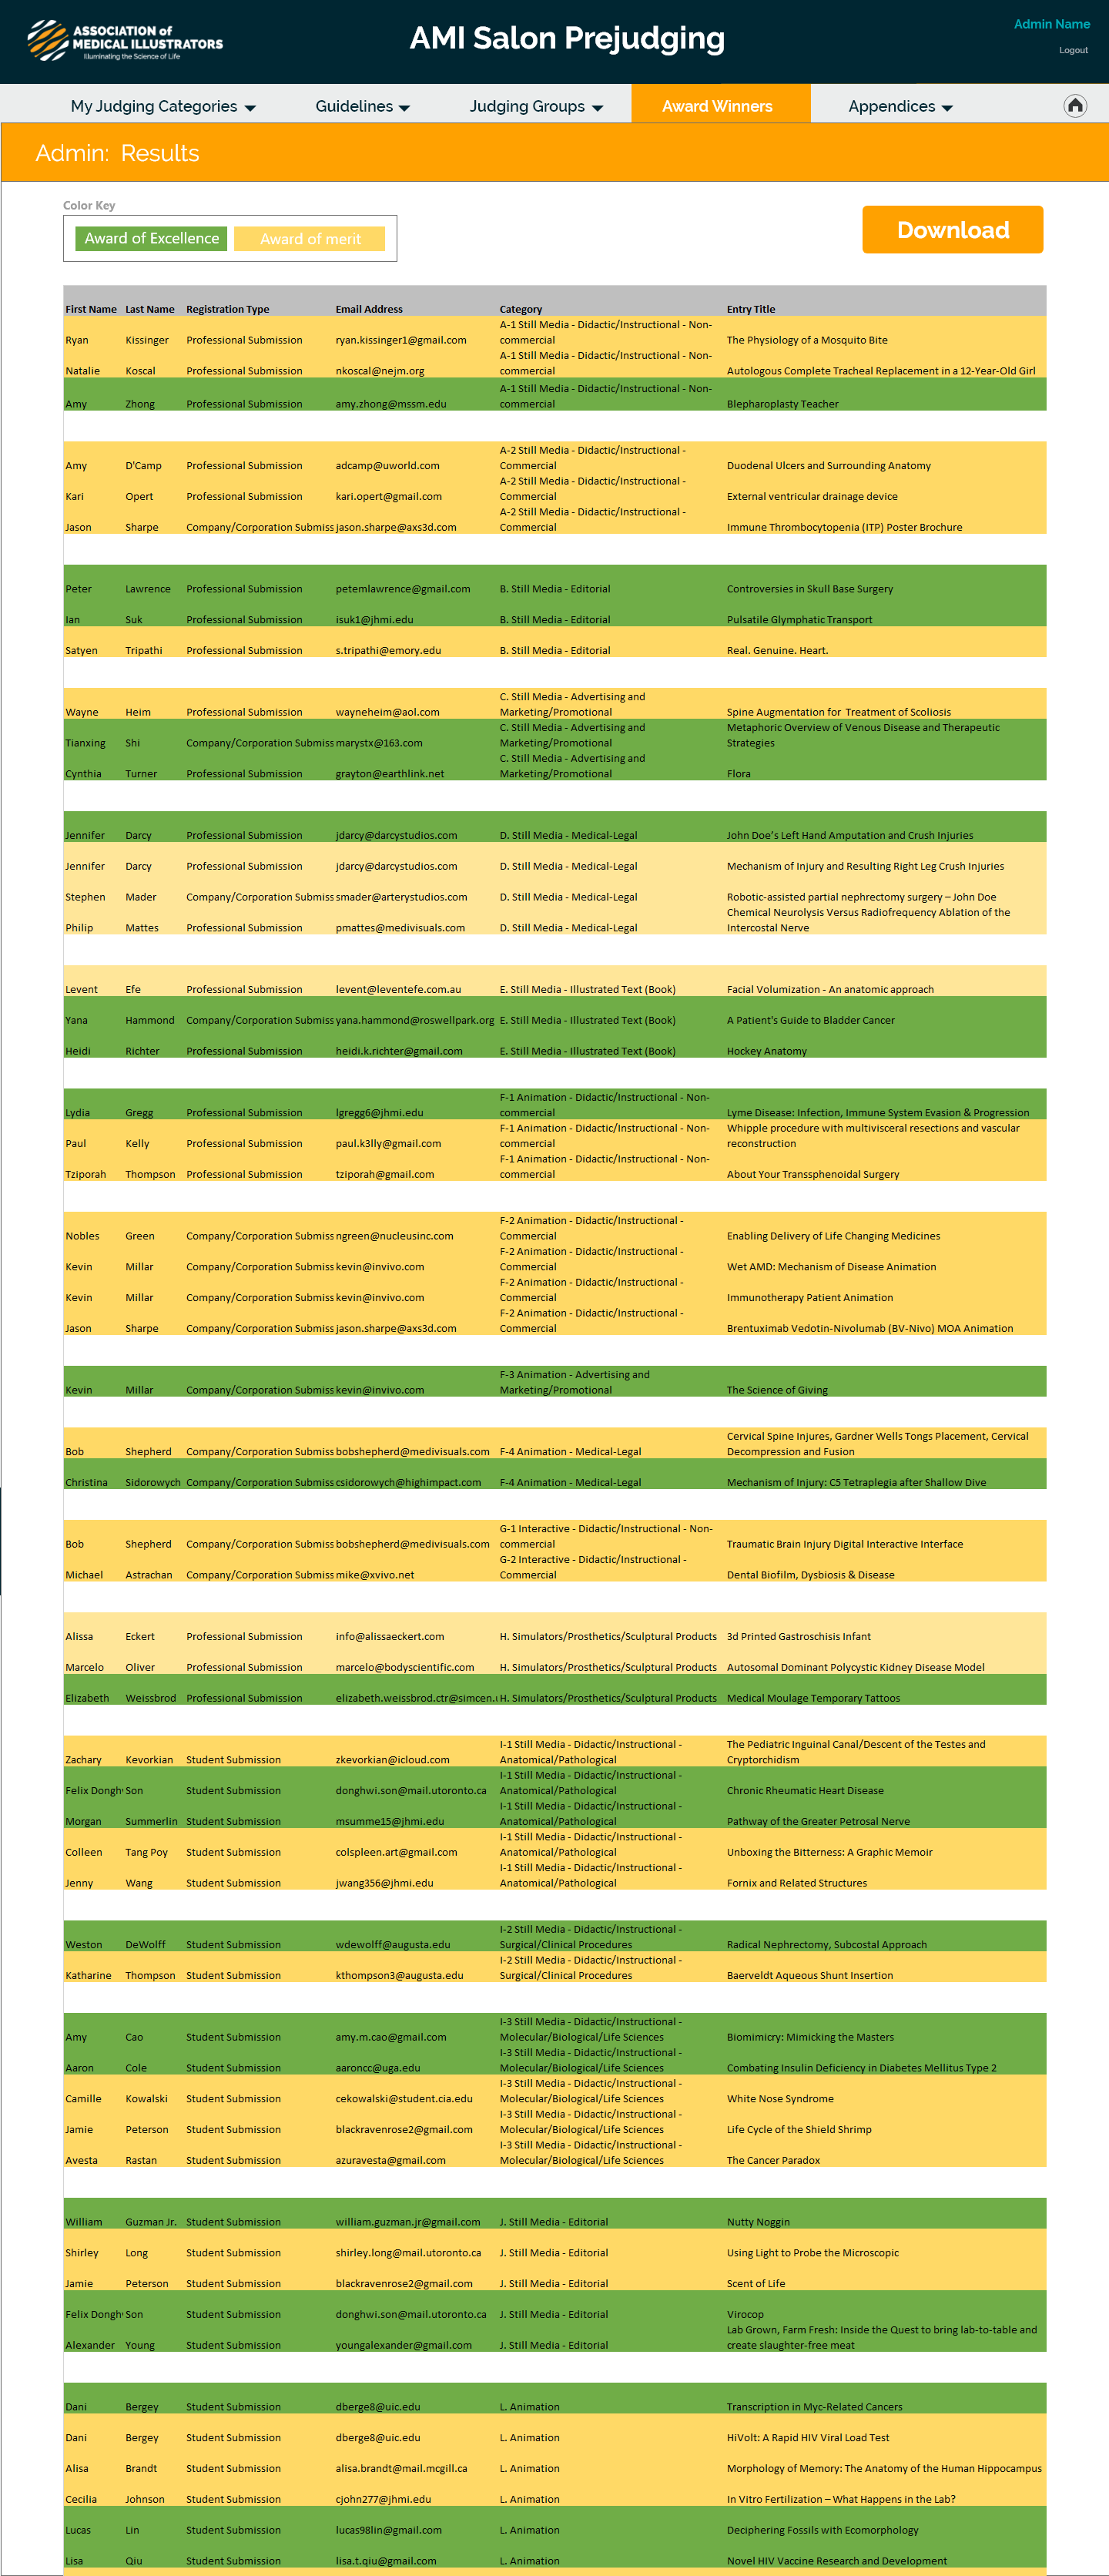 ASSOCIATION of
MEDICAL ILLUSTRATORS
Illuminating the Science of Life
AMI Salon Prejudging
Admin Name
Logout
My Judging Categories Guidelines Judging Groups Award Winners Appendices
Admin: Results
Color Key
Award of Excellence Award of merit
Download
First Name Last Name Registration Type Email Address Category Entry Title
A-1 Still Media - Didactic/Instructional - Non-
Ryan Kissinger Professional Submission ryan.kissinger1@gmail.com commercial The Physiology of a Mosquito Bite
A-1 Still Media - Didactic/Instructional - Non-
Natalie Koscal Professional Submission nkoscal@nejm.org commercial Autologous Complete Tracheal Replacement in a 12-Year-Old Girl
A-1 Still Media - Didactic/Instructional - Non-
Amy Zhong Professional Submission amy.zhong@mssm.edu commercial Blepharoplasty Teacher
A-2 Still Media - Didactic/Instructional -
Amy D'Camp Professional Submission adcamp@uworld.com Commercial Duodenal Ulcers and Surrounding Anatomy
A-2 Still Media - Didactic/Instructional -
Kari Opert Professional Submission kari.opert@gmail.com Commercial External ventricular drainage device
A-2 Still Media - Didactic/Instructional -
Jason Sharpe Company/Corporation Submiss jason.sharpe@axs3d.com Commercial Immune Thrombocytopenia (ITP) Poster Brochure
Peter Lawrence Professional Submission petemlawrence@gmail.com B. Still Media - Editorial Controversies in Skull Base Surgery
Ian Suk Professional Submission isuk1@jhmi.edu B. Still Media - Editorial Pulsatile Glymphatic Transport
Satyen Tripathi Professional Submission s.tripathi@emory.edu B. Still Media - Editorial Real. Genuine. Heart.
C. Still Media - Advertising and
Wayne Heim Professional Submission wayneheim@aol.com Marketing/Promotional Spine Augmentation for Treatment of Scoliosis
C. Still Media - Advertising and Metaphoric Overview of Venous Disease and Therapeutic
Tianxing Shi Company/Corporation Submiss marystx@163.com Marketing/Promotional Strategies
C. Still Media - Advertising and
Cynthia Turner Professional Submission grayton@earthlink.net Marketing/Promotional Flora
Jennifer Darcy Professional Submission jdarcy@darcystudios.com D. Still Media - Medical-Legal John Doe’s Left Hand Amputation and Crush Injuries
Jennifer Darcy Professional Submission jdarcy@darcystudios.com D. Still Media - Medical-Legal Mechanism of Injury and Resulting Right Leg Crush Injuries
Stephen Mader Company/Corporation Submiss smader@arterystudios.com D. Still Media - Medical-Legal Robotic-assisted partial nephrectomy surgery – John Doe
Chemical Neurolysis Versus Radiofrequency Ablation of the
Philip Mattes Professional Submission pmattes@medivisuals.com D. Still Media - Medical-Legal Intercostal Nerve
Levent Efe Professional Submission levent@leventefe.com.au E. Still Media - Illustrated Text (Book) Facial Volumization - An anatomic approach
Yana Hammond Company/Corporation Submiss yana.hammond@roswellpark.org E. Still Media - Illustrated Text (Book) A Patient's Guide to Bladder Cancer
Heidi Richter Professional Submission heidi.k.richter@gmail.com E. Still Media - Illustrated Text (Book) Hockey Anatomy
F-1 Animation - Didactic/Instructional - Non-
Lydia Gregg Professional Submission lgregg6@jhmi.edu commercial Lyme Disease: Infection, Immune System Evasion & Progression
F-1 Animation - Didactic/Instructional - Non- Whipple procedure with multivisceral resections and vascular
Paul Kelly Professional Submission paul.k3lly@gmail.com commercial reconstruction
F-1 Animation - Didactic/Instructional - Non-
Tziporah Thompson Professional Submission tziporah@gmail.com commercial About Your Transsphenoidal Surgery
F-2 Animation - Didactic/Instructional -
Nobles Green Company/Corporation Submiss ngreen@nucleusinc.com Commercial Enabling Delivery of Life Changing Medicines
F-2 Animation - Didactic/Instructional -
Kevin Millar Company/Corporation Submiss kevin@invivo.com Commercial Wet AMD: Mechanism of Disease Animation
F-2 Animation - Didactic/Instructional -
Kevin Millar Company/Corporation Submiss kevin@invivo.com Commercial Immunotherapy Patient Animation
F-2 Animation - Didactic/Instructional -
Jason Sharpe Company/Corporation Submiss jason.sharpe@axs3d.com Commercial Brentuximab Vedotin-Nivolumab (BV-Nivo) MOA Animation
F-3 Animation - Advertising and
Kevin Millar Company/Corporation Submiss kevin@invivo.com Marketing/Promotional The Science of Giving
Cervical Spine Injures, Gardner Wells Tongs Placement, Cervical
Bob Shepherd Company/Corporation Submiss bobshepherd@medivisuals.com F-4 Animation - Medical-Legal Decompression and Fusion
Christina Sidorowych Company/Corporation Submiss csidorowych@highimpact.com F-4 Animation - Medical-Legal Mechanism of Injury: C5 Tetraplegia after Shallow Dive
G-1 Interactive - Didactic/Instructional - Non-
Bob Shepherd Company/Corporation Submiss bobshepherd@medivisuals.com commercial Traumatic Brain Injury Digital Interactive Interface
G-2 Interactive - Didactic/Instructional -
Michael Astrachan Company/Corporation Submiss mike@xvivo.net Commercial Dental Biofilm, Dysbiosis & Disease
Alissa Eckert Professional Submission info@alissaeckert.com H. Simulators/Prosthetics/Sculptural Products 3d Printed Gastroschisis Infant
Marcelo Oliver Professional Submission marcelo@bodyscientific.com H. Simulators/Prosthetics/Sculptural Products Autosomal Dominant Polycystic Kidney Disease Model
Elizabeth Weissbrod Professional Submission elizabeth.weissbrod.ctr@simcen.u H. Simulators/Prosthetics/Sculptural Products Medical Moulage Temporary Tattoos
I-1 Still Media - Didactic/Instructional - The Pediatric Inguinal Canal/Descent of the Testes and
Zachary Kevorkian Student Submission zkevorkian@icloud.com Anatomical/Pathological Cryptorchidism
I-1 Still Media - Didactic/Instructional -
Felix Donghw Son Student Submission donghwi.son@mail.utoronto.ca Anatomical/Pathological Chronic Rheumatic Heart Disease
I-1 Still Media - Didactic/Instructional -
Morgan Summerlin Student Submission msumme15@jhmi.edu Anatomical/Pathological Pathway of the Greater Petrosal Nerve
I-1 Still Media - Didactic/Instructional -
Colleen Tang Poy Student Submission colspleen.art@gmail.com Anatomical/Pathological Unboxing the Bitterness: A Graphic Memoir
I-1 Still Media - Didactic/Instructional -
Jenny Wang Student Submission jwang356@jhmi.edu Anatomical/Pathological Fornix and Related Structures
I-2 Still Media - Didactic/Instructional -
Weston DeWolff Student Submission wdewolff@augusta.edu Surgical/Clinical Procedures Radical Nephrectomy, Subcostal Approach
I-2 Still Media - Didactic/Instructional -
Katharine Thompson Student Submission kthompson3@augusta.edu Surgical/Clinical Procedures Baerveldt Aqueous Shunt Insertion
I-3 Still Media - Didactic/Instructional -
Amy Cao Student Submission amy.m.cao@gmail.com Molecular/Biological/Life Sciences Biomimicry: Mimicking the Masters
I-3 Still Media - Didactic/Instructional -
Aaron Cole Student Submission aaroncc@uga.edu Molecular/Biological/Life Sciences Combating Insulin Deficiency in Diabetes Mellitus Type 2
I-3 Still Media - Didactic/Instructional -
Camille Kowalski Student Submission cekowalski@student.cia.edu Molecular/Biological/Life Sciences White Nose Syndrome
I-3 Still Media - Didactic/Instructional -
Jamie Peterson Student Submission blackravenrose2@gmail.com Molecular/Biological/Life Sciences Life Cycle of the Shield Shrimp
I-3 Still Media - Didactic/Instructional -
Avesta Rastan Student Submission azuravesta@gmail.com Molecular/Biological/Life Sciences The Cancer Paradox
William Guzman Jr. Student Submission william.guzman.jr@gmail.com J. Still Media - Editorial Nutty Noggin
Shirley Long Student Submission shirley.long@mail.utoronto.ca J. Still Media - Editorial Using Light to Probe the Microscopic
Jamie Peterson Student Submission blackravenrose2@gmail.com J. Still Media - Editorial Scent of Life
Felix Donghw Son Student Submission donghwi.son@mail.utoronto.ca J. Still Media - Editorial Virocop
Lab Grown, Farm Fresh: Inside the Quest to bring lab-to-table and
Alexander Young Student Submission youngalexander@gmail.com J. Still Media - Editorial create slaughter-free meat
Dani Bergey Student Submission dberge8@uic.edu L. Animation Transcription in Myc-Related Cancers
Dani Bergey Student Submission dberge8@uic.edu L. Animation HiVolt: A Rapid HIV Viral Load Test
Alisa Brandt Student Submission alisa.brandt@mail.mcgill.ca L. Animation Morphology of Memory: The Anatomy of the Human Hippocampus
Cecilia Johnson Student Submission cjohn277@jhmi.edu L. Animation In Vitro Fertilization – What Happens in the Lab?
Lucas Lin Student Submission lucas98lin@gmail.com L. Animation Deciphering Fossils with Ecomorphology
Lisa Qiu Student Submission lisa.t.qiu@gmail.com L. Animation Novel HIV Vaccine Research and Development